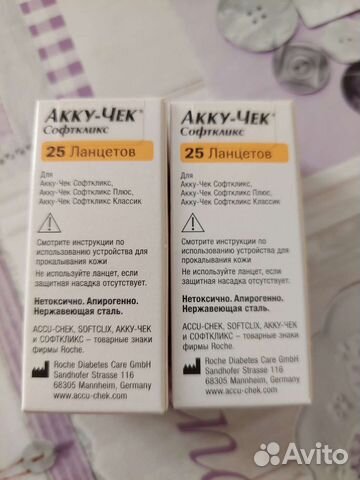 АККУ-ЧЕК®
Софткликс
25 Ланцетов
Для
Акку-Чек Софткликс,
Акку-Чек Софткликс Плюс,
Акку-Чек Софткликс Классик
Смотрите инструкции по
использованию устройства для
прокалывания кожи
Не используйте ланцет, если
защитная насадка отсутствует.
Нетоксично. Апирогенно.
Нержавеющая сталь.
ACCU-CHEK, SOFTCLIX, АККУ-ЧЕК
и СОФТКЛИКС – товарные знаки
фирмы Roche.
Roche Diabetes Care GmbH
Sandhofer Strasse 116
68305 Mannheim, Germany
www.accu-chek.com
АККУ-ЧЕК®
Софткликс
25 Ланцетов
Для
Акку-Чек Софткликс,
Акку-Чек Софткликс Плюс,
Акку-Чек Софткликс Классик
Смотрите инструкции по
использованию устройства для
прокалывания кожи
Не используйте ланцет, если
защитная насадка отсутствует.
Нетоксично. Апирогенно.
Нержавеющая сталь.
ACCU-CHEK, SOFTCLIX, АККУ-ЧЕК
и СОФТКЛИКС – товарные знаки
фирмы Roche.
Roche Diabetes Care GmbH
Sandhofer Strasse 116
68305 Mannheim, Germany
www.accu-chek.com
Avito